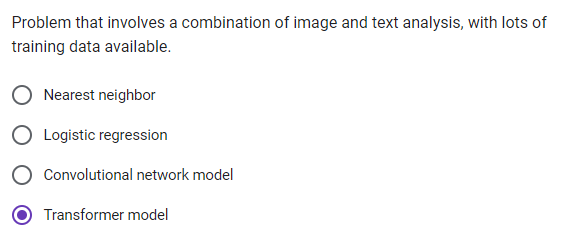 Problem that involves a combination of image and text analysis, with lots of
training data available.
Nearest neighbor
Logistic regression
Convolutional network model
Transformer model